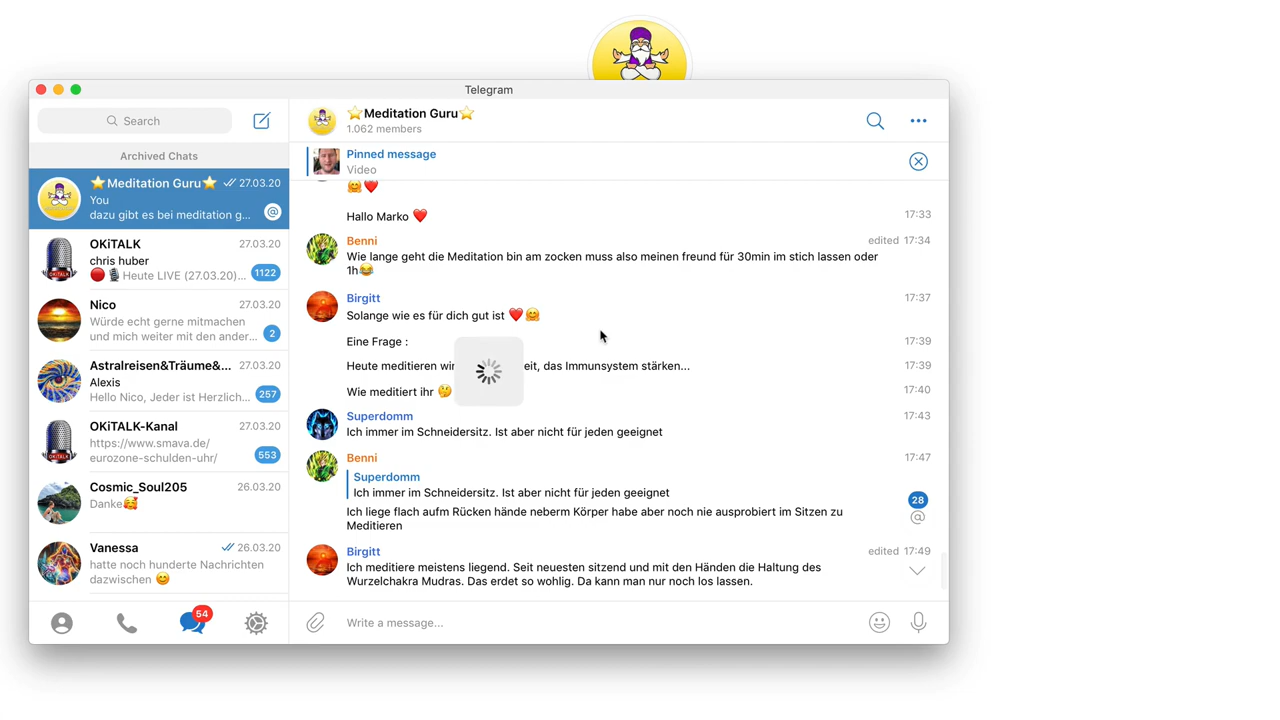 Telegram
Search
Archived Chats
⭐Meditation Guru⭐ 27.03.20
You
dazu gibt es bei meditation g... @
OKiTALK 27.03.20
chris huber
🔴🎙Heute LIVE (27.03.20)... 1122
Nico 27.03.20
Würde echt gerne mitmachen
und mich weiter mit den ander... 2
Astralreisen&Träume&... 27.03.20
Alexis
Hello Nico, Jeder ist Herzlich... 257
OKiTALK-Kanal 27.03.20
https://www.smava.de/
eurozone-schulden-uhr/ 553
Cosmic_Soul205 26.03.20
Danke🥰
Vanessa 26.03.20
hatte noch hunderte Nachrichten
dazwischen 😊
54
⭐Meditation Guru⭐
1.062 members
Pinned message
Video
🤗❤️
Hallo Marko ❤️ 17:33
Benni edited 17:34
Wie lange geht die Meditation bin am zocken muss also meinen freund für 30min im stich lassen oder
1h😂
Birgitt 17:37
Solange wie es für dich gut ist ❤️🤗
Eine Frage : 17:39
Heute meditieren wir eit, das Immunsystem stärken... 17:39
Wie meditiert ihr 🤔 17:40
Superdomm 17:43
Ich immer im Schneidersitz. Ist aber nicht für jeden geeignet
Benni 17:47
Superdomm
Ich immer im Schneidersitz. Ist aber nicht für jeden geeignet
Ich liege flach aufm Rücken hände neberm Körper habe aber noch nie ausprobiert im Sitzen zu
Meditieren
28
@
Birgitt edited 17:49
Ich meditiere meistens liegend. Seit neuesten sitzend und mit den Händen die Haltung des
Wurzelchakra Mudras. Das erdet so wohlig. Da kann man nur noch los lassen.
Write a message...